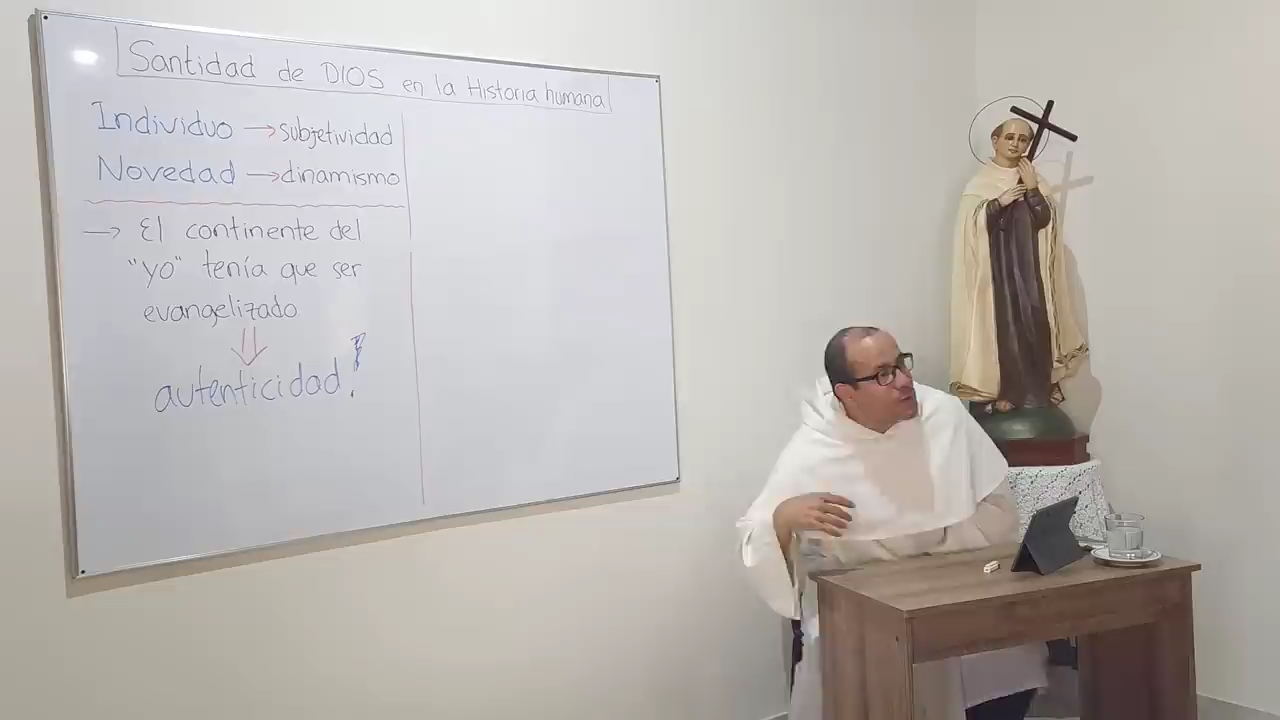 Santidad de DIOS en la Historia humana
Individuo → subjetividad
Novedad → dinamismo
→ El continente del
"yo" tenía que ser
evangelizado
⇓
autenticidad!